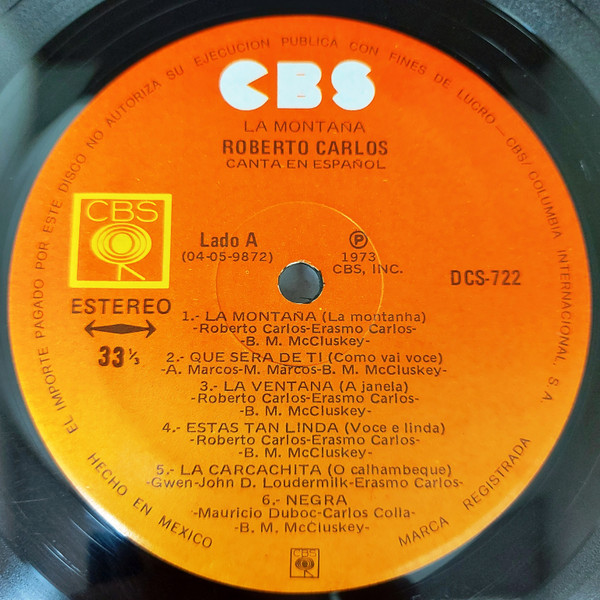 EL IMPORTE PAGADO POR ESTE DISCO NO AUTORIZA SU EJECUCION PUBLICA CON FINES DE LUCRO — CBS/COLUMBIA INTERNACIONAL, S.A.
CBS
LA MONTAÑA
ROBERTO CARLOS
CANTA EN ESPAÑOL
CBS
ESTEREO
33 1/3
Lado A
(04-05-9872)
Ⓟ
1973
CBS, INC.
DCS-722
1.- LA MONTAÑA (La montanha)
-Roberto Carlos-Erasmo Carlos-
-B. M. McCluskey-
2.- QUE SERA DE TI (Como vai voce)
-A. Marcos-M. Marcos-B. M. McCluskey-
3.- LA VENTANA (A janela)
-Roberto Carlos-Erasmo Carlos-
-B. M. McCluskey-
4.- ESTAS TAN LINDA (Voce e linda)
-Roberto Carlos-Erasmo Carlos-
-B. M. McCluskey-
5.- LA CARCACHITA (O calhambeque)
-Gwen-John D. Loudermilk-Erasmo Carlos-
6.- NEGRA
-Mauricio Duboc-Carlos Colla-
-B. M. McCluskey-
HECHO EN MEXICO
MARCA REGISTRADA
CBS